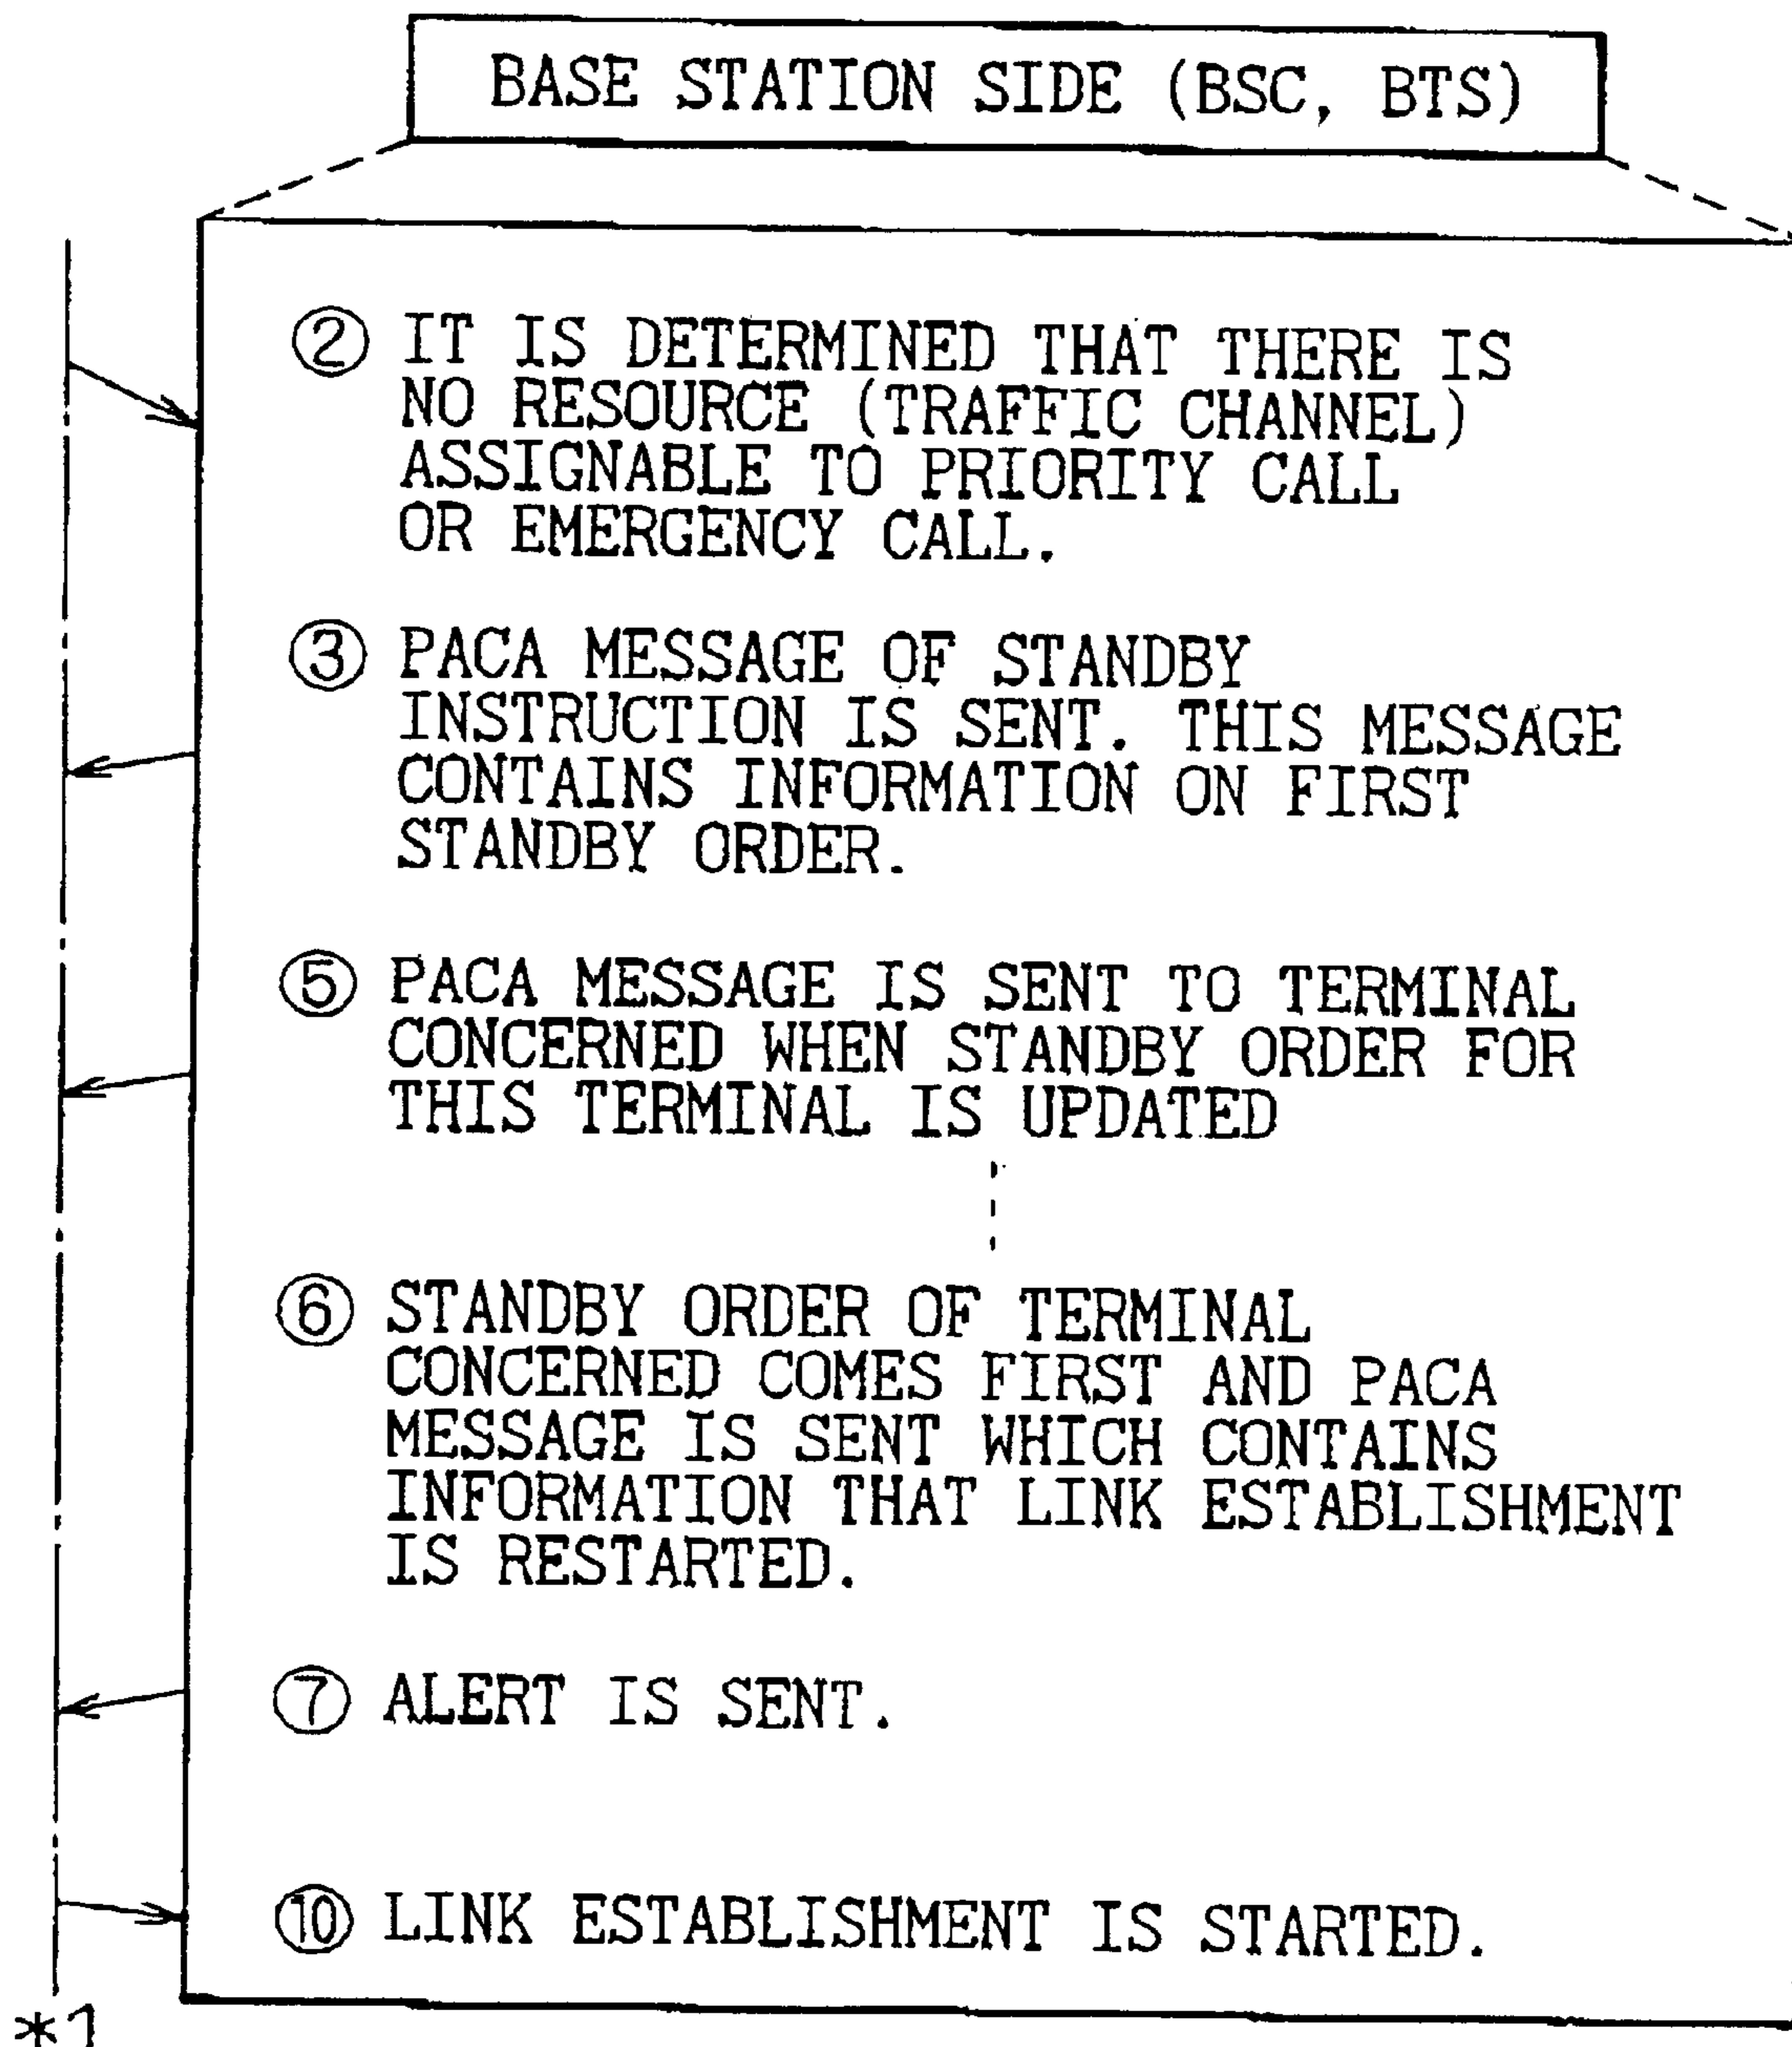 BASE STATION SIDE (BSC, BTS)
② IT IS DETERMINED THAT THERE IS
NO RESOURCE (TRAFFIC CHANNEL)
ASSIGNABLE TO PRIORITY CALL
OR EMERGENCY CALL.
③ PACA MESSAGE OF STANDBY
INSTRUCTION IS SENT. THIS MESSAGE
CONTAINS INFORMATION ON FIRST
STANDBY ORDER.
⑤ PACA MESSAGE IS SENT TO TERMINAL
CONCERNED WHEN STANDBY ORDER FOR
THIS TERMINAL IS UPDATED
⑥ STANDBY ORDER OF TERMINAL
CONCERNED COMES FIRST AND PACA
MESSAGE IS SENT WHICH CONTAINS
INFORMATION THAT LINK ESTABLISHMENT
IS RESTARTED.
⑦ ALERT IS SENT.
⑩ LINK ESTABLISHMENT IS STARTED.
*1